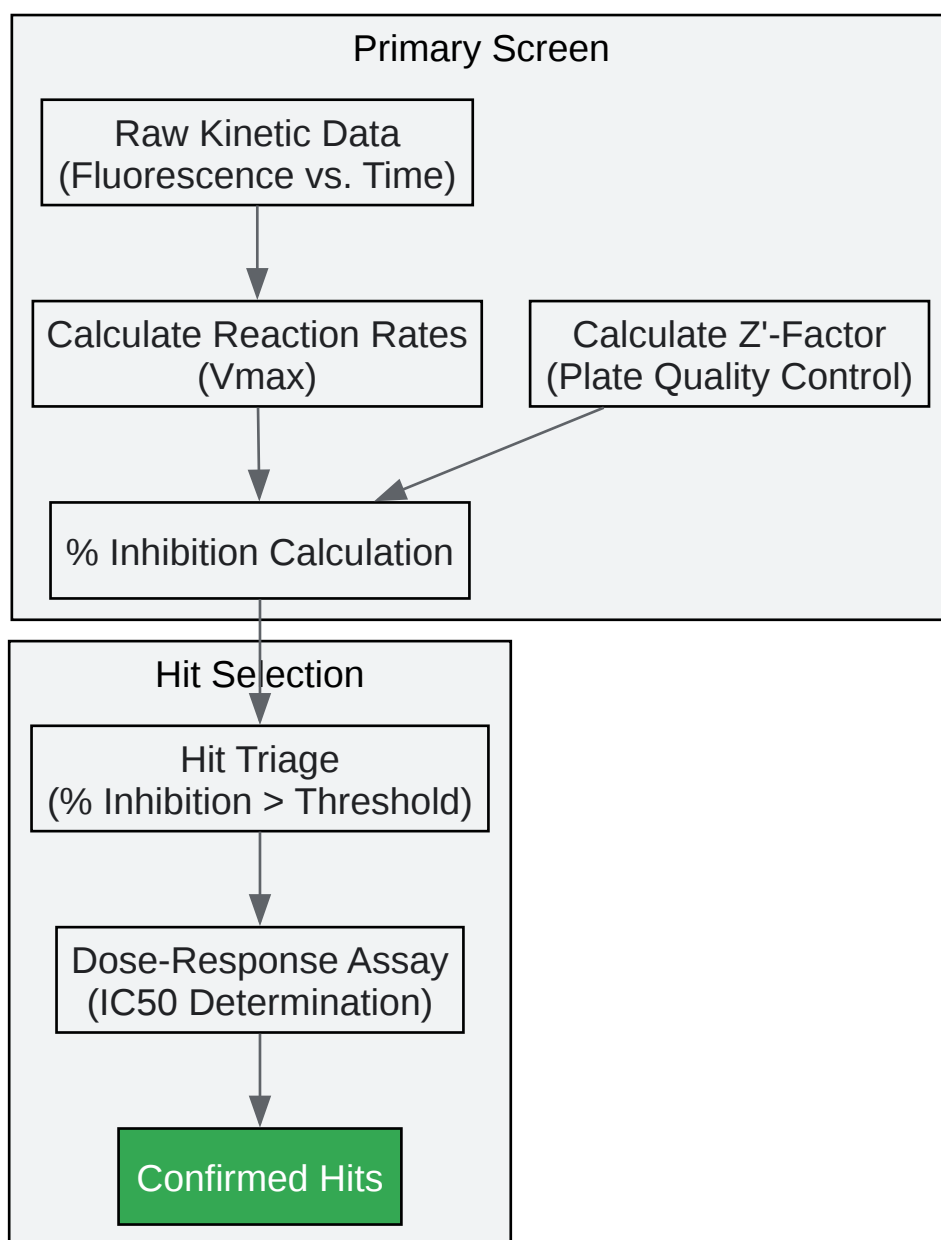 Primary Screen
Raw Kinetic Data
(Fluorescence vs. Time)
Calculate Reaction Rates
(Vmax)
Calculate Z'-Factor
(Plate Quality Control)
% Inhibition Calculation
Hit Selection
Hit Triage
(% Inhibition > Threshold)
Dose-Response Assay
(IC50 Determination)
Confirmed Hits